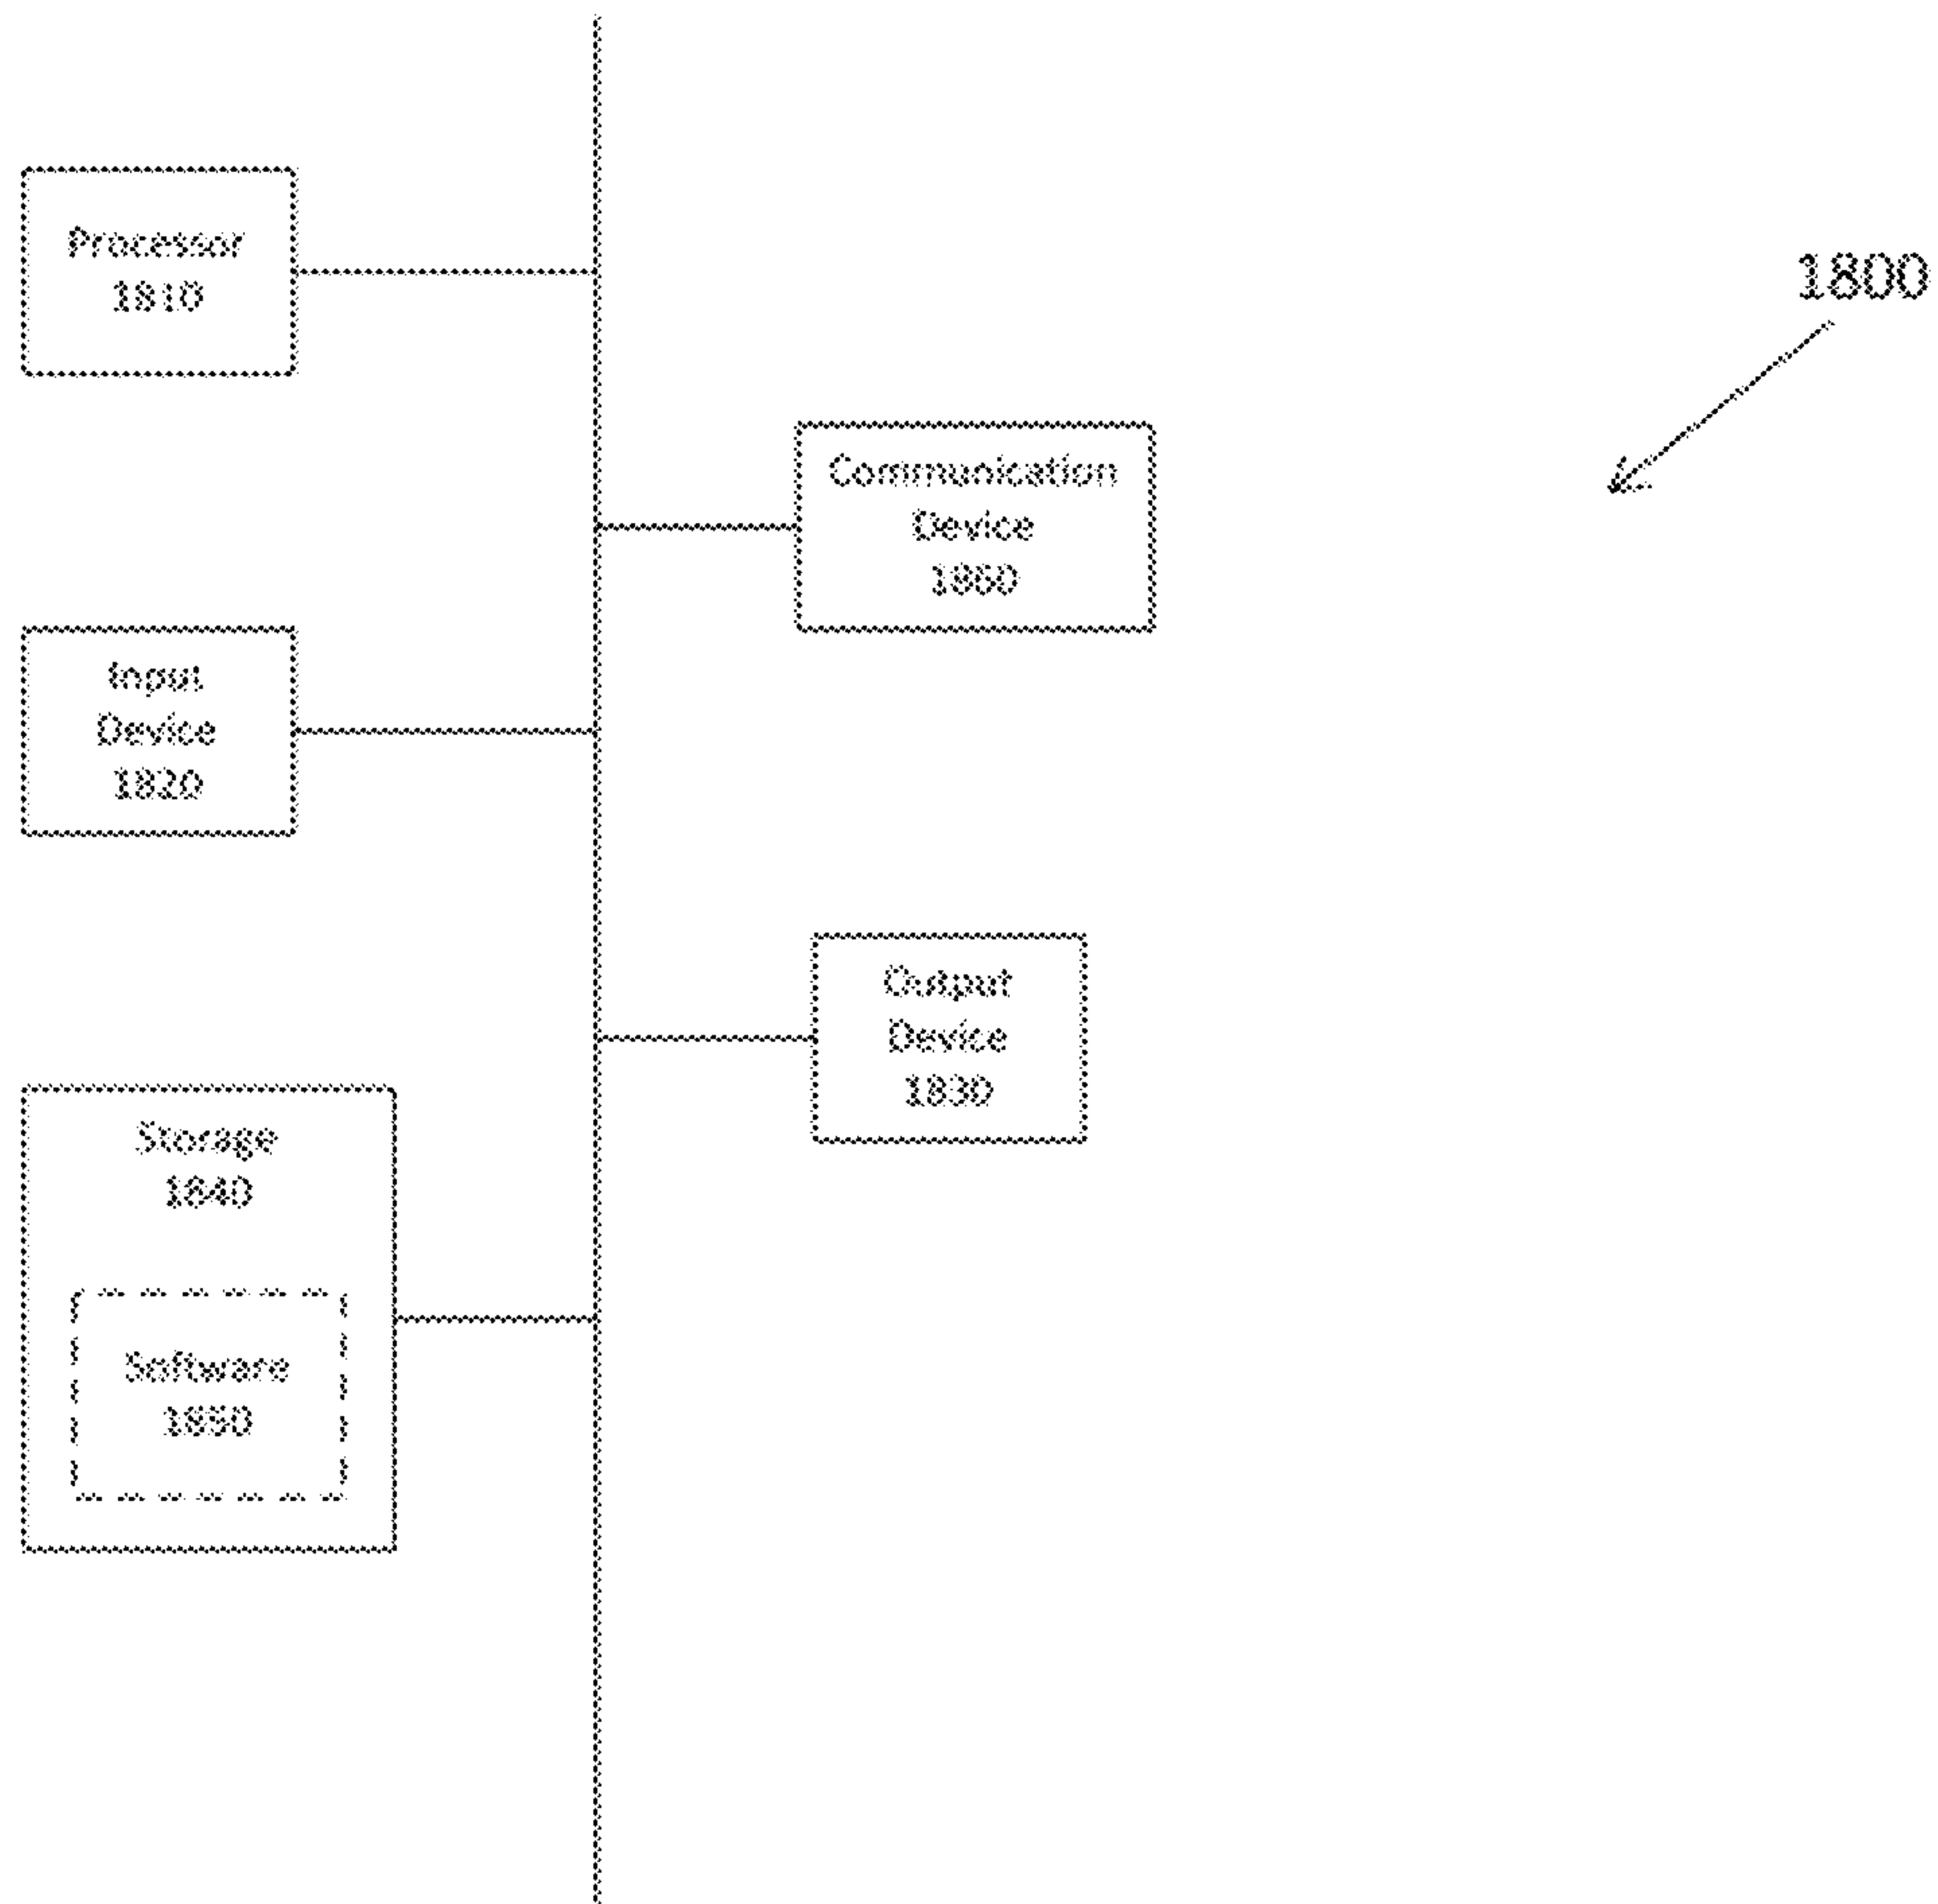 Processor
1810
1800
Communication
Device
1860
Input
Device
1820
Output
Device
1830
Storage
1840
Software
1850